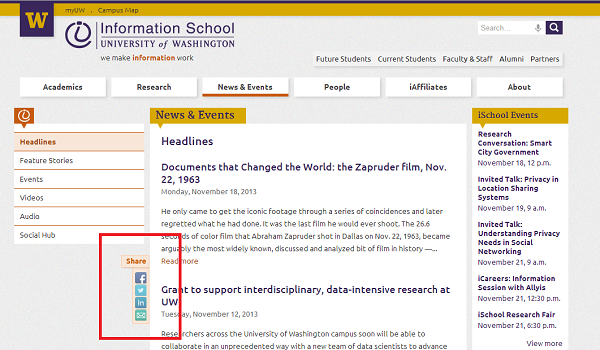 W
myUW . Campus Map
Information School
UNIVERSITY of WASHINGTON
we make information work
Search...
Future Students Current Students Faculty & Staff Alumni Partners
Academics
Research
News & Events
People
iAffiliates
About
Headlines
Feature Stories
Events
Videos
Audio
Social Hub
Share
News & Events
Headlines
Documents that Changed the World: the Zapruder film, Nov.
22, 1963
Monday, November 18, 2013
He only came to get the iconic footage through a series of coincidences and later
regretted what he had done. It was the last film he would ever shoot. The 26.6
seconds of color film that Abraham Zapruder shot in Dallas on Nov. 22, 1963, became
arguably the most widely known, discussed and analyzed bit of film in history —...
Read more
Grant to support interdisciplinary, data-intensive research at
UW
Tuesday, November 12, 2013
Researchers across the University of Washington campus soon will be able to
collaborate in an unprecedented way with a new team of data scientists to advance
iSchool Events
Research
Conversation: Smart
City Government
November 18, 12 p.m.
Invited Talk: Privacy in
Location Sharing
Systems
November 19, 9 a.m.
Invited Talk:
Understanding Privacy
Needs in Social
Networking
November 21, 9 a.m.
iCareers: Information
Session with Allyis
November 21, 12:30 p.m.
iSchool Research Fair
November 21, 6:30 p.m.
View more